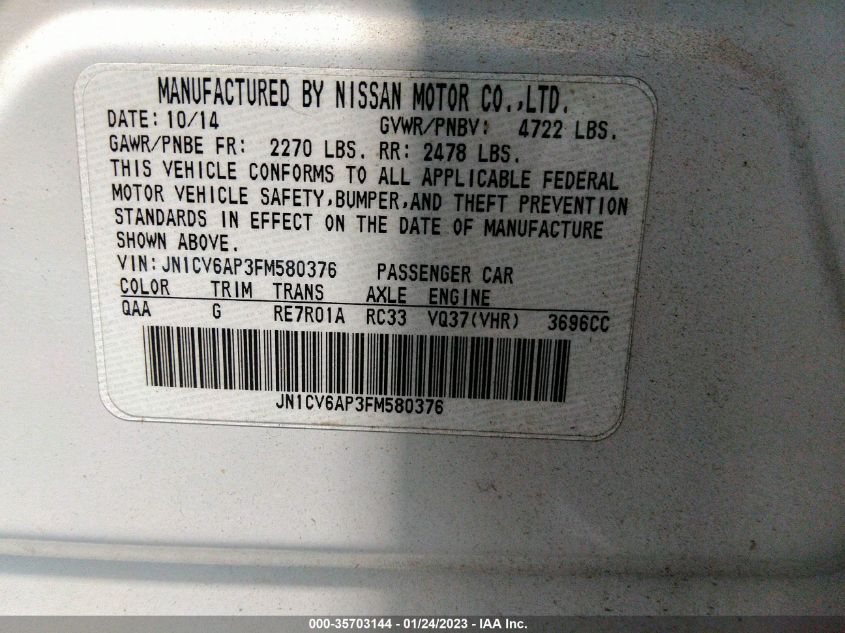 MANUFACTURED BY NISSAN MOTOR CO.,LTD.
DATE: 10/14 GVWR/PNBV: 4722 LBS.
GAWR/PNBE FR: 2270 LBS. RR: 2478 LBS.
THIS VEHICLE CONFORMS TO ALL APPLICABLE FEDERAL
MOTOR VEHICLE SAFETY,BUMPER,AND THEFT PREVENTION
STANDARDS IN EFFECT ON THE DATE OF MANUFACTURE
SHOWN ABOVE.
VIN: JN1CV6AP3FM580376 PASSENGER CAR
COLOR TRIM TRANS AXLE ENGINE
QAA G RE7R01A RC33 VQ37(VHR) 3696CC
JN1CV6AP3FM580376
000-35703144 - 01/24/2023 - IAA Inc.